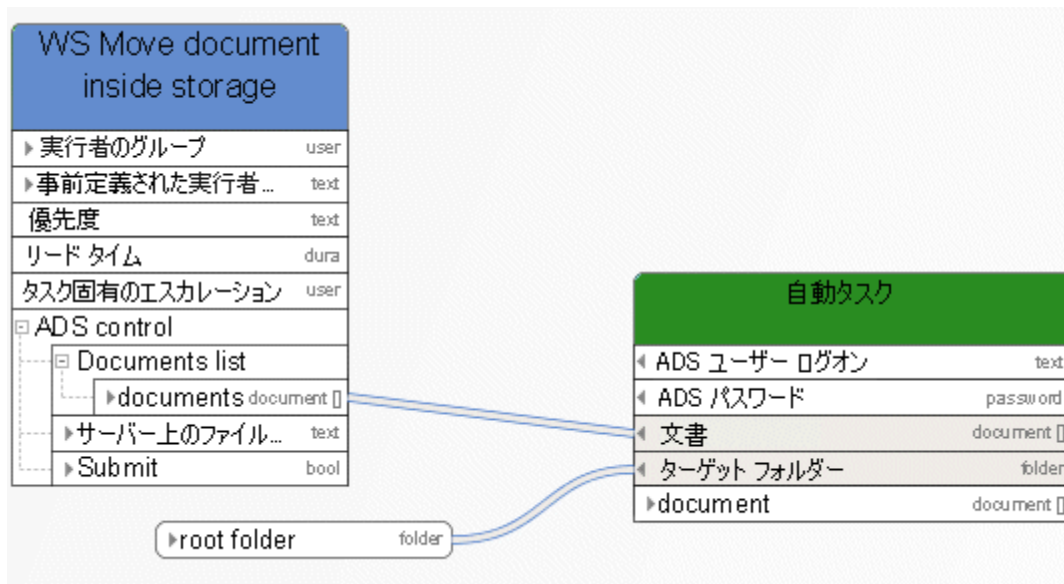 WS Move document
inside storage
実行者のグループ user
事前定義された実行者... text
優先度 text
リード タイム dura
タスク固有のエスカレーション user
ADS control
Documents list
documents document []
サーバー上のファイル... text
Submit bool
root folder folder
自動タスク
ADS ユーザー ログオン text
ADS パスワード password
文書 document []
ターゲット フォルダー folder
document document []